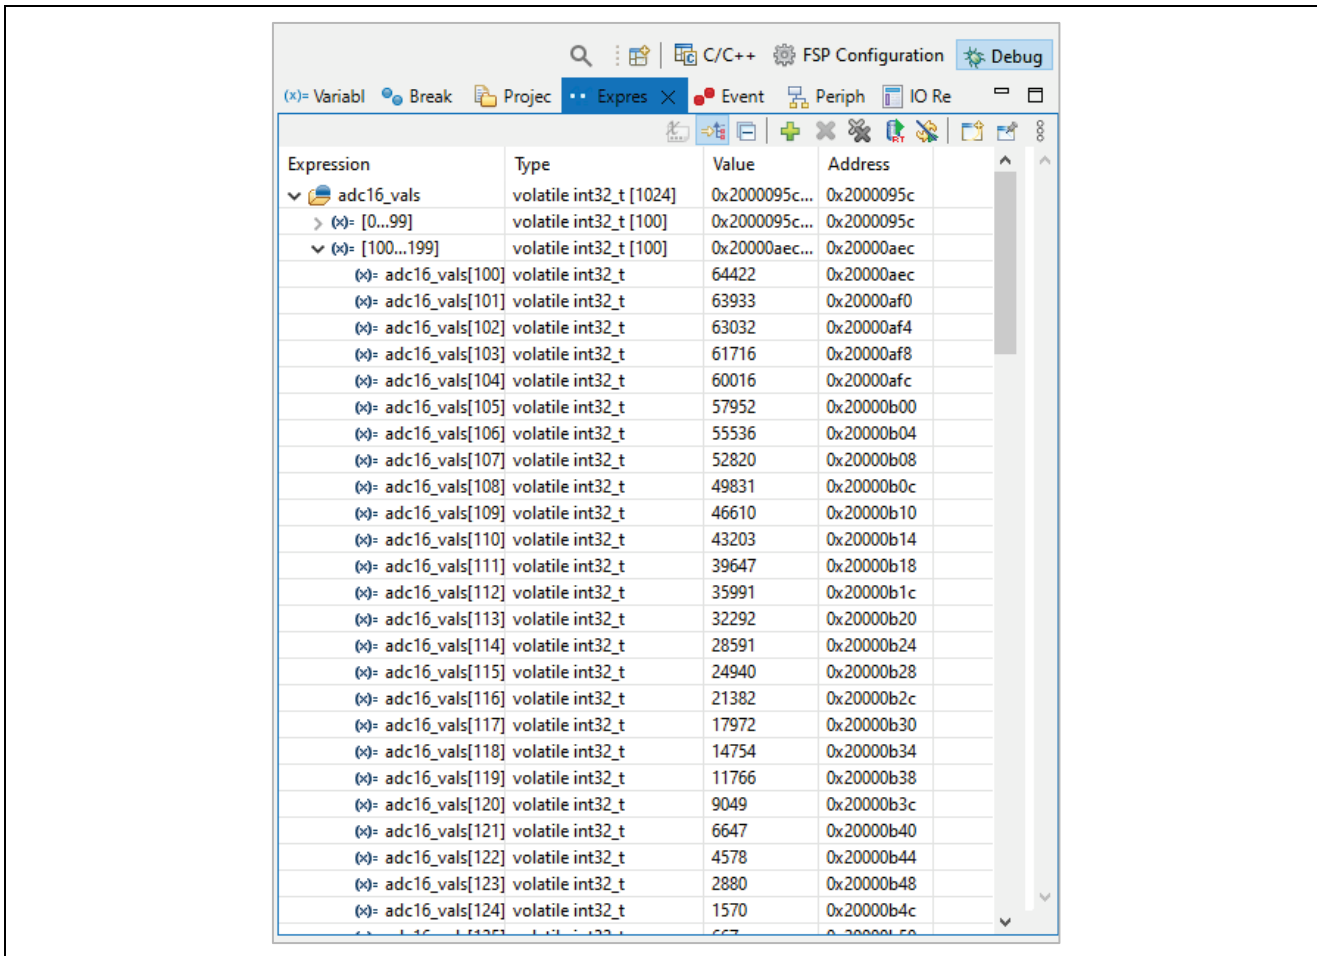 C/C++ FSP Configuration Debug
(x)= Variabl Break Projec Expres Event Periph IO Re
Expression Type Value Address
adc16_vals volatile int32_t [1024] 0x2000095c... 0x2000095c
(x)= [0...99] volatile int32_t [100] 0x2000095c... 0x2000095c
(x)= [100...199] volatile int32_t [100] 0x20000aec... 0x20000aec
(x)= adc16_vals[100] volatile int32_t 64422 0x20000aec
(x)= adc16_vals[101] volatile int32_t 63933 0x20000af0
(x)= adc16_vals[102] volatile int32_t 63032 0x20000af4
(x)= adc16_vals[103] volatile int32_t 61716 0x20000af8
(x)= adc16_vals[104] volatile int32_t 60016 0x20000afc
(x)= adc16_vals[105] volatile int32_t 57952 0x20000b00
(x)= adc16_vals[106] volatile int32_t 55536 0x20000b04
(x)= adc16_vals[107] volatile int32_t 52820 0x20000b08
(x)= adc16_vals[108] volatile int32_t 49831 0x20000b0c
(x)= adc16_vals[109] volatile int32_t 46610 0x20000b10
(x)= adc16_vals[110] volatile int32_t 43203 0x20000b14
(x)= adc16_vals[111] volatile int32_t 39647 0x20000b18
(x)= adc16_vals[112] volatile int32_t 35991 0x20000b1c
(x)= adc16_vals[113] volatile int32_t 32292 0x20000b20
(x)= adc16_vals[114] volatile int32_t 28591 0x20000b24
(x)= adc16_vals[115] volatile int32_t 24940 0x20000b28
(x)= adc16_vals[116] volatile int32_t 21382 0x20000b2c
(x)= adc16_vals[117] volatile int32_t 17972 0x20000b30
(x)= adc16_vals[118] volatile int32_t 14754 0x20000b34
(x)= adc16_vals[119] volatile int32_t 11766 0x20000b38
(x)= adc16_vals[120] volatile int32_t 9049 0x20000b3c
(x)= adc16_vals[121] volatile int32_t 6647 0x20000b40
(x)= adc16_vals[122] volatile int32_t 4578 0x20000b44
(x)= adc16_vals[123] volatile int32_t 2880 0x20000b48
(x)= adc16_vals[124] volatile int32_t 1570 0x20000b4c